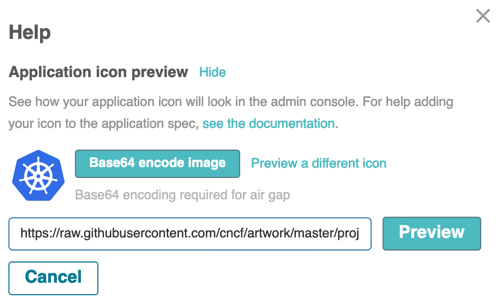 Help
Application icon preview Hide
See how your application icon will look in the admin console. For help adding
your icon to the application spec, see the documentation.
Base64 encode image Preview a different icon
Base64 encoding required for air gap
https://raw.githubusercontent.com/cncf/artwork/master/proj Preview
Cancel